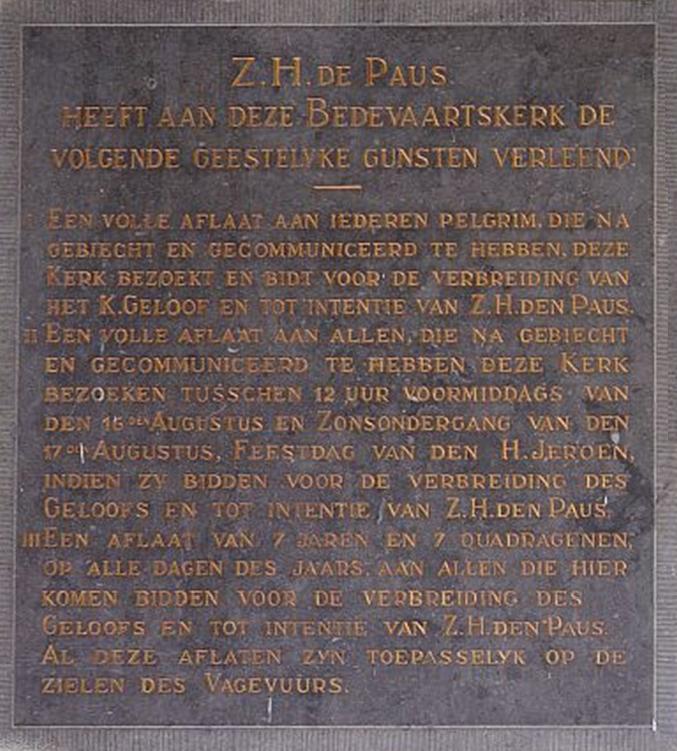 Z.H. DE PAUS
HEEFT AAN DEZE BEDEVAARTSKERK DE
VOLGENDE GEESTELYKE GUNSTEN VERLEEND:
I EEN VOLLE AFLAAT AAN IEDEREN PELGRIM, DIE NA
GEBIECHT EN GECOMMUNICEERD TE HEBBEN, DEZE
KERK BEZOEKT EN BIDT VOOR DE VERBREIDING VAN
HET K. GELOOF EN TOT INTENTIE VAN Z.H. DEN PAUS.
II EEN VOLLE AFLAAT AAN ALLEN, DIE NA GEBIECHT
EN GECOMMUNICEERD TE HEBBEN DEZE KERK
BEZOEKEN TUSSCHEN 12 UUR VOORMIDDAGS VAN
DEN 16DEN AUGUSTUS EN ZONSONDERGANG VAN DEN
17DEN AUGUSTUS, FEESTDAG VAN DEN H. JEROEN,
INDIEN ZY BIDDEN VOOR DE VERBREIDING DES
GELOOFS EN TOT INTENTIE VAN Z.H. DEN PAUS.
III EEN AFLAAT VAN 7 JAREN EN 7 QUADRAGENEN,
OP ALLE DAGEN DES JAARS, AAN ALLEN DIE HIER
KOMEN BIDDEN VOOR DE VERBREIDING DES
GELOOFS EN TOT INTENTIE VAN Z.H. DEN PAUS.
AL DEZE AFLATEN ZYN TOEPASSELYK OP DE
ZIELEN DES VAGEVUURS.